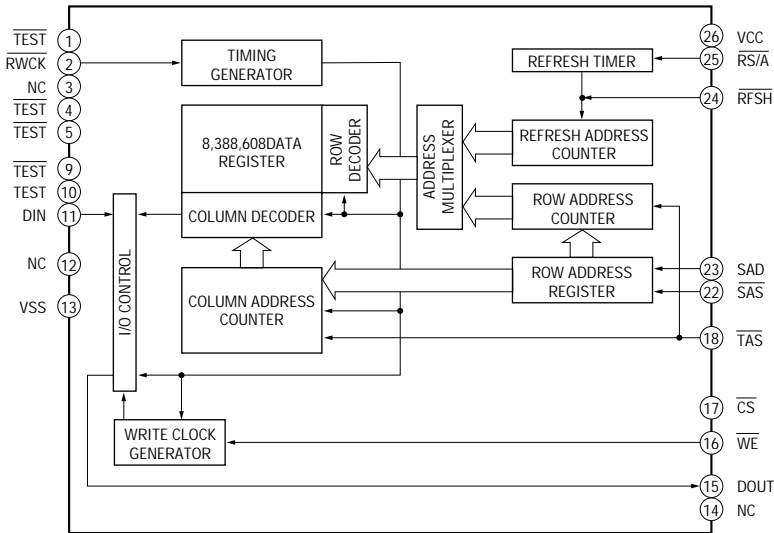 TEST 1
RWCK 2
NC 3
TEST 4
TEST 5
TEST 9
TEST 10
DIN 11
NC 12
VSS 13
TIMING
GENERATOR
8,388,608DATA
REGISTER
ROW
DECODER
COLUMN DECODER
COLUMN ADDRESS
COUNTER
I/O CONTROL
WRITE CLOCK
GENERATOR
ADDRESS
MULTIPLEXER
REFRESH TIMER
REFRESH ADDRESS
COUNTER
ROW ADDRESS
COUNTER
ROW ADDRESS
REGISTER
26 VCC
25 RS/A
24 RFSH
23 SAD
22 SAS
18 TAS
17 CS
16 WE
15 DOUT
14 NC